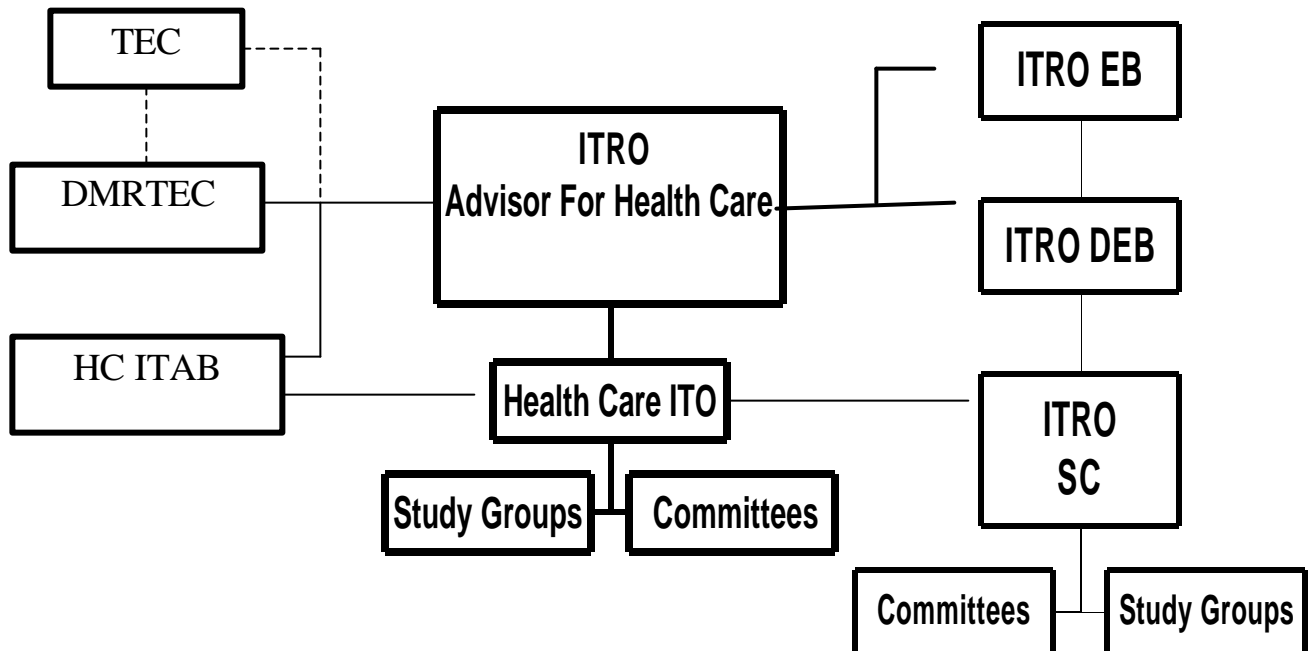 TEC
ITRO EB
ITRO
Advisor For Health Care
DMRTEC
ITRO DEB
HC ITAB
Health Care ITO
ITRO
SC
Study Groups
Committees
Committees
Study Groups